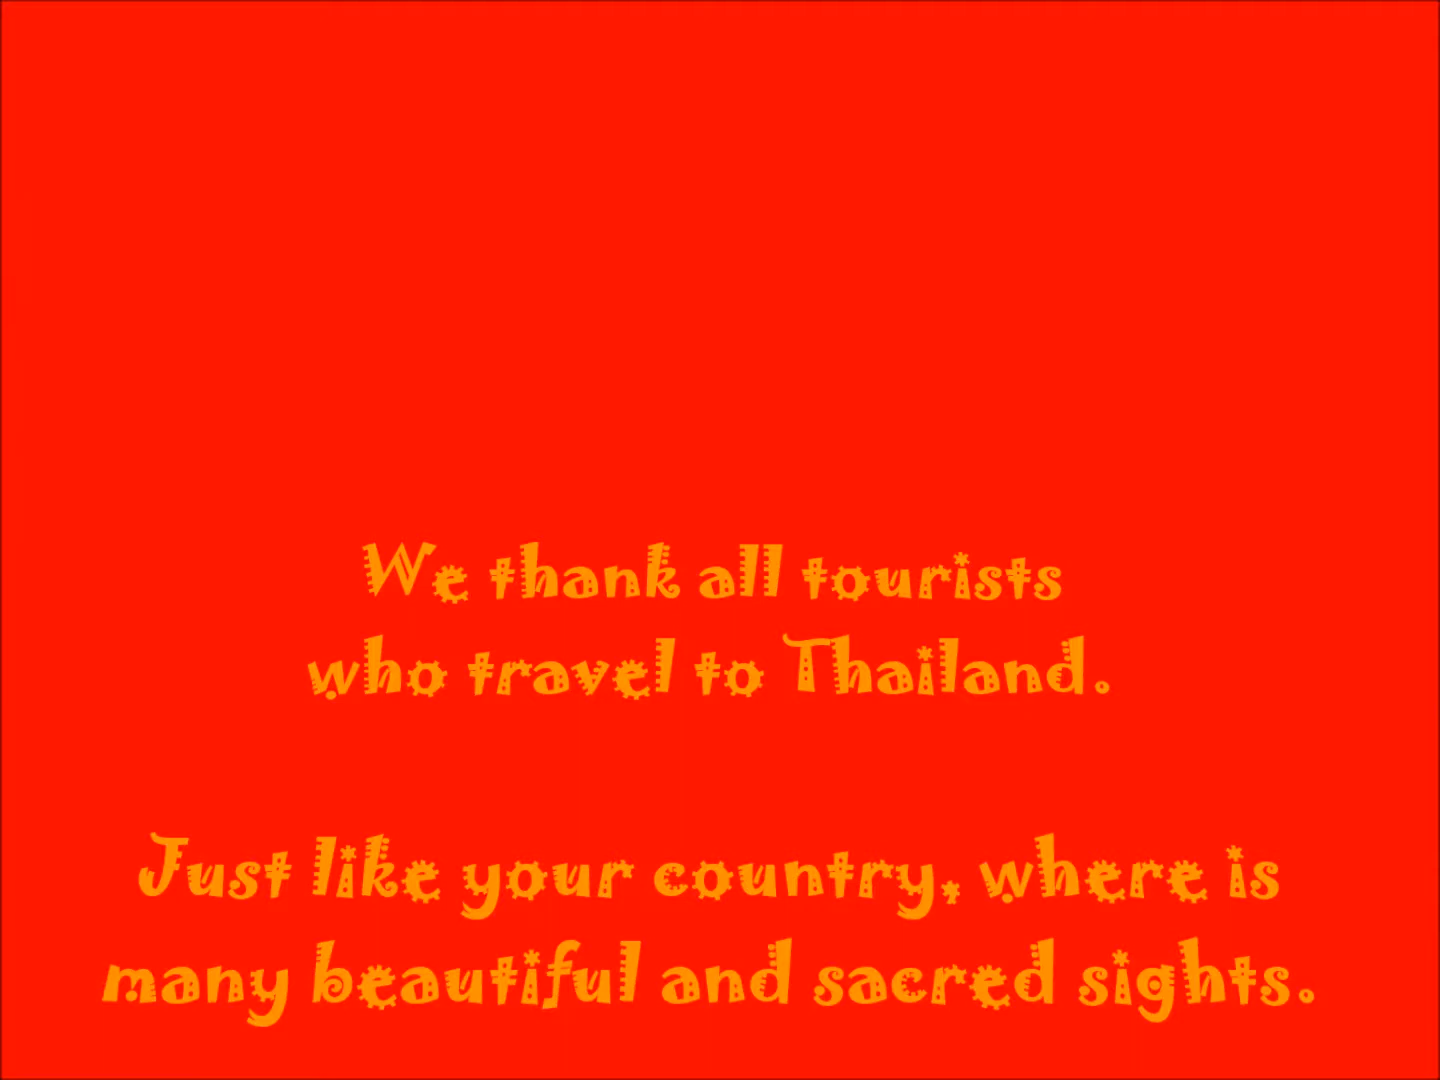 We thank all tourists
who travel to Thailand.
Just like your country, where is
many beautiful and sacred sights.